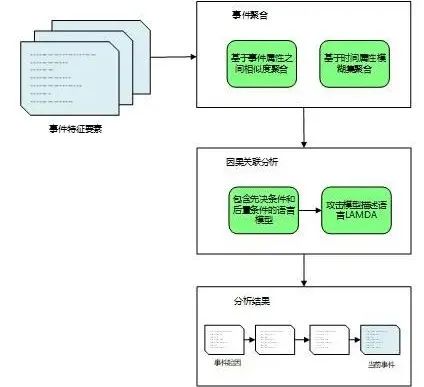 事件聚合
基于事件属性之
间相似度聚合
基于时间属性模
糊集聚合
事件特征要素
因果关联分析
包含先决条件和
后置条件的语言
模型
攻击模型描述语
言LAMDA
分析结果
事件起因
当前事件